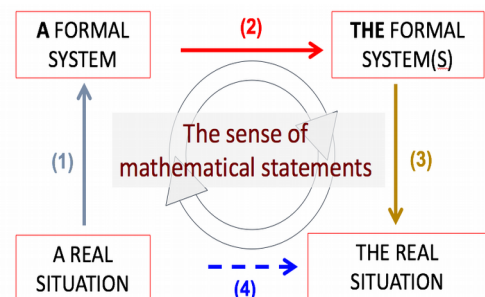 A FORMAL
SYSTEM
(2)
THE FORMAL
SYSTEM(S)
The sense of
mathematical statements
(1)
(3)
A REAL
SITUATION
(4)
THE REAL
SITUATION